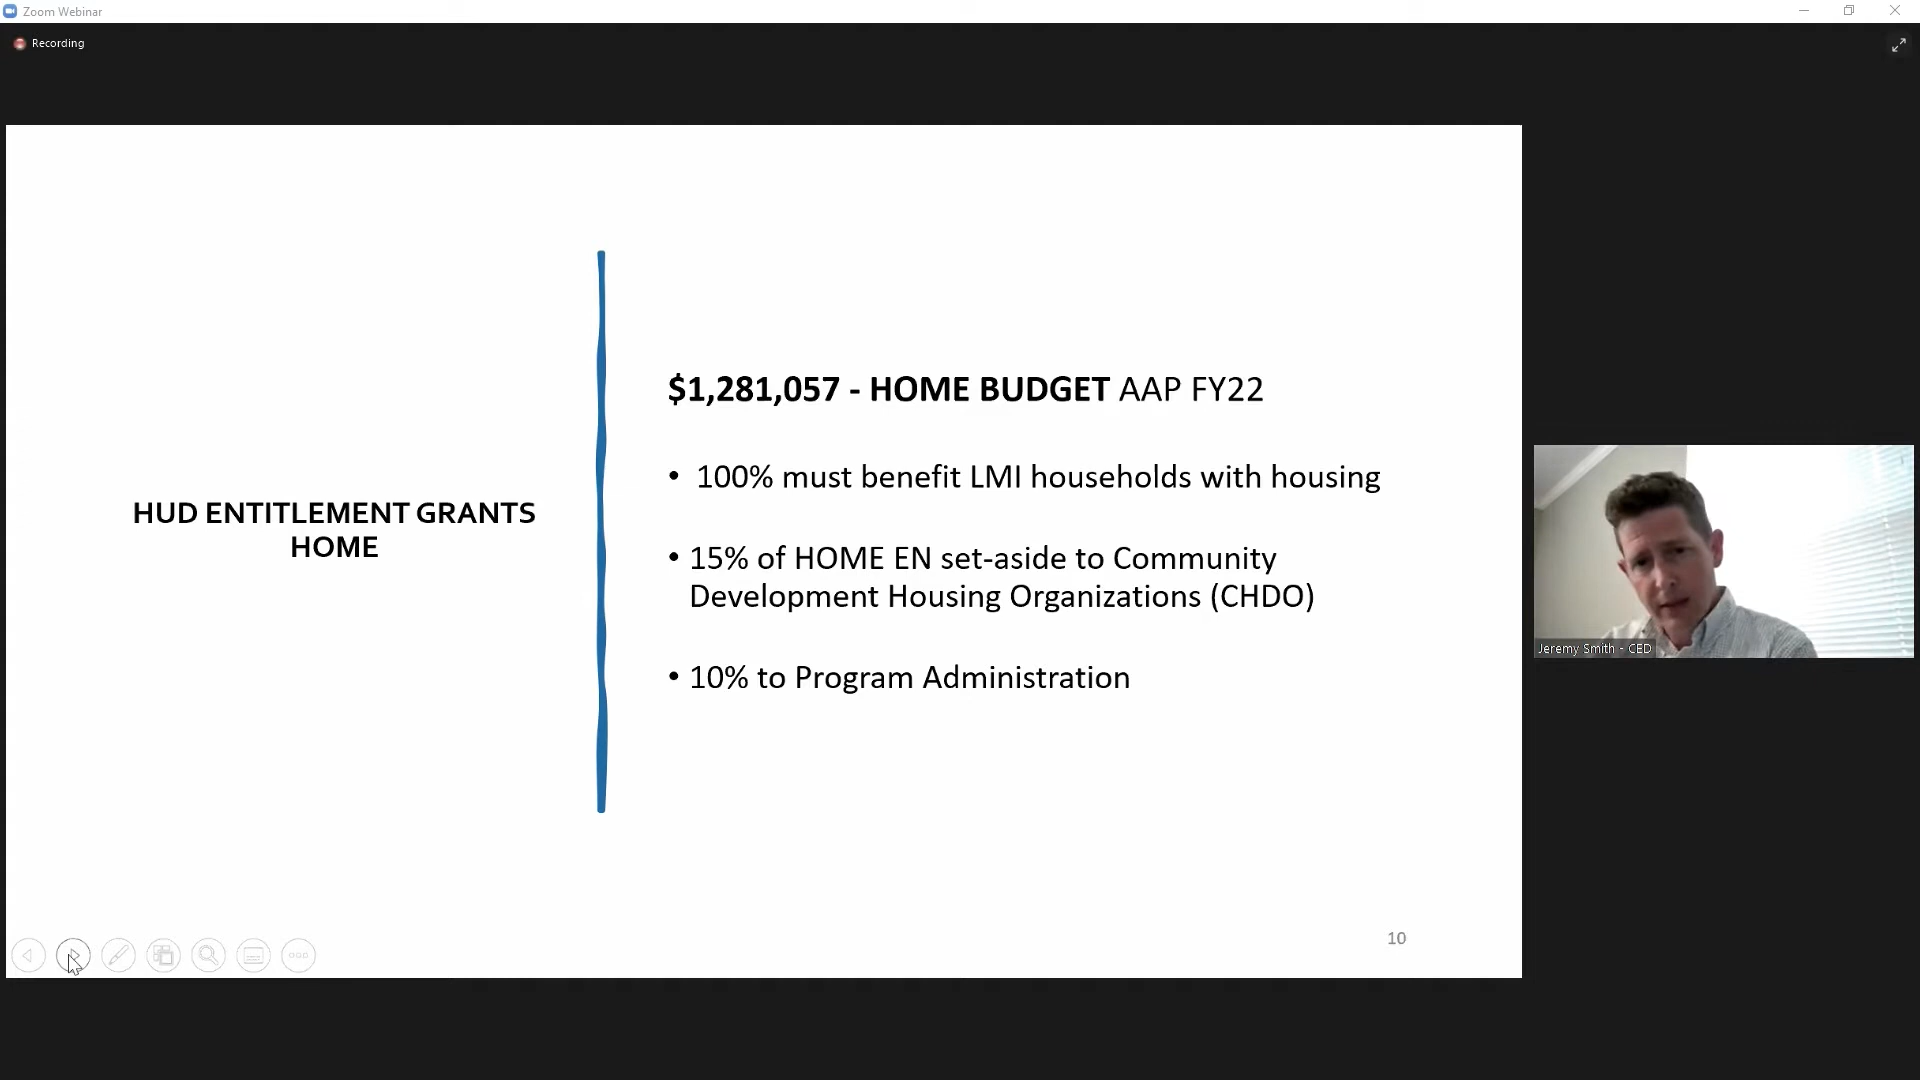 Zoom Webinar
Recording
HUD ENTITLEMENT GRANTS
HOME
$1,281,057 - HOME BUDGET AAP FY22
• 100% must benefit LMI households with housing
• 15% of HOME EN set-aside to Community
Development Housing Organizations (CHDO)
• 10% to Program Administration
10
Jeremy Smith - CED